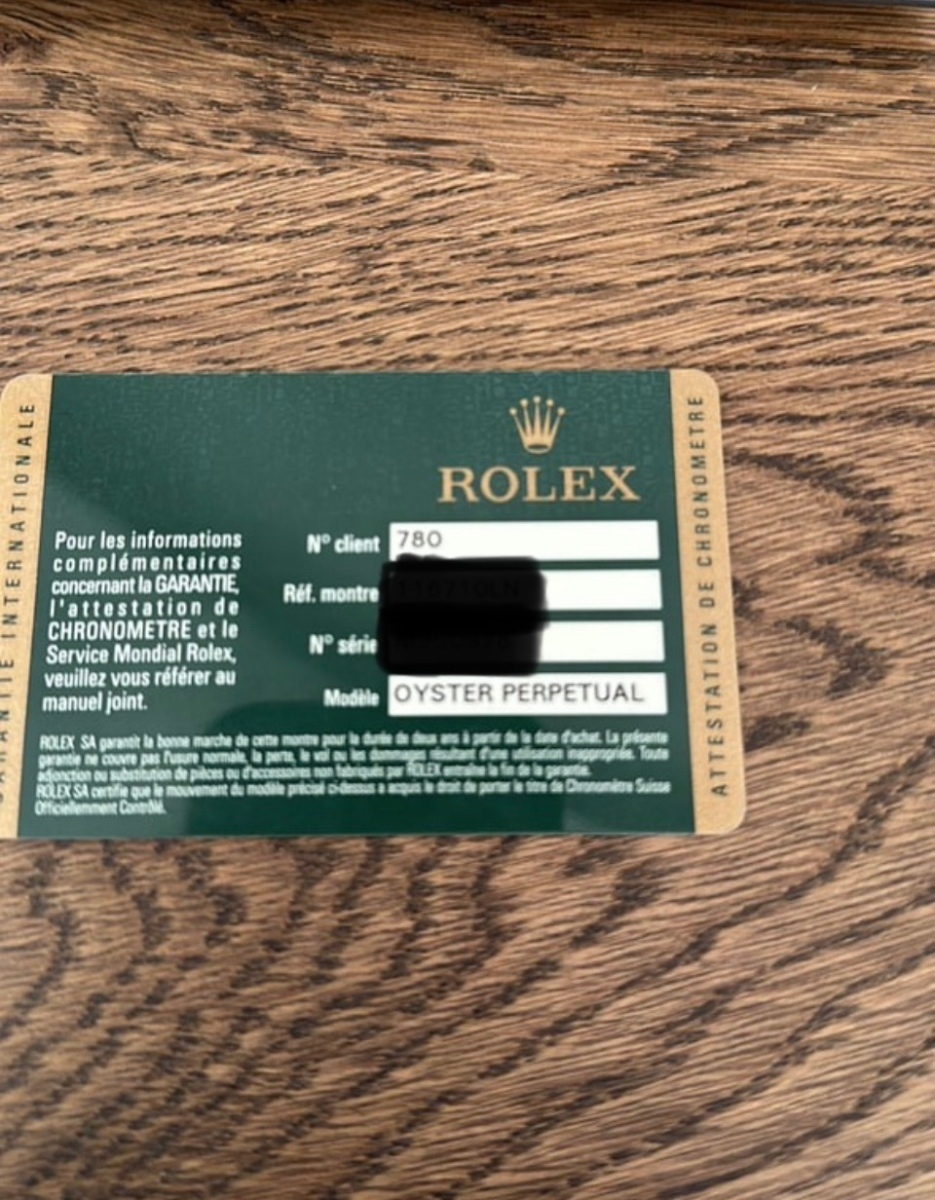 GARANTIE INTERNATIONALE
ROLEX
Pour les informations
complémentaires
concernant la GARANTIE,
l'attestation de
CHRONOMETRE et le
Service Mondial Rolex,
veuillez vous référer au
manuel joint.
N° client 780
Réf. montre
N° série
Modèle OYSTER PERPETUAL
ROLEX SA garantit la bonne marche de cette montre pour la durée de deux ans à partir de la date d'achat. La présente
garantie ne couvre pas l'usure normale, la perte, le vol ou les dommages résultant d'une utilisation inappropriée. Toute
adjonction ou substitution de pièces ou d'accessoires non fabriqués par ROLEX entraîne la fin de la garantie.
ROLEX SA certifie que le mouvement du modèle précisé ci-dessus a acquis le droit de porter le titre de Chronomètre Suisse
Officiellement Contrôlé.
ATTESTATION DE CHRONOMETRE